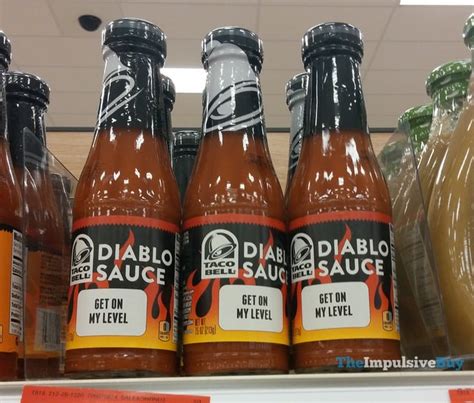 TACO
BELL
DIABLO
SAUCE
GET ON
MY LEVEL
TACO
BELL
DIABLO
SAUCE
GET ON
MY LEVEL
TACO
BELL
DIABLO
SAUCE
GET ON
MY LEVEL
TheImpulsiveBuy